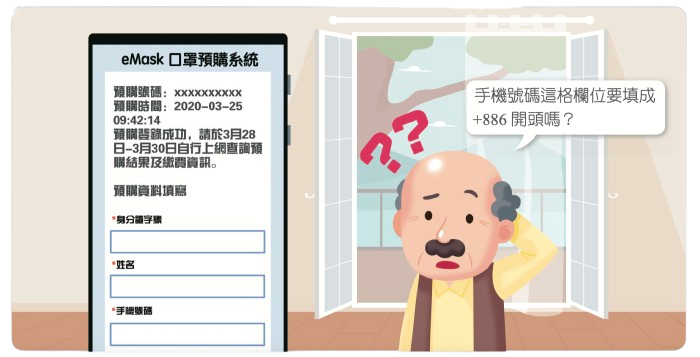 eMask 口罩預購系統
預購號碼：xxxxxxxxxx
預購時間：2020-03-25
09:42:14
預購登錄成功，請於3月28
日-3月30日自行上網查詢預
購結果及繳費資訊。
預購資料填寫
*身分證字號
*姓名
*手機號碼
手機號碼這格欄位要填成
+886 開頭嗎？
??